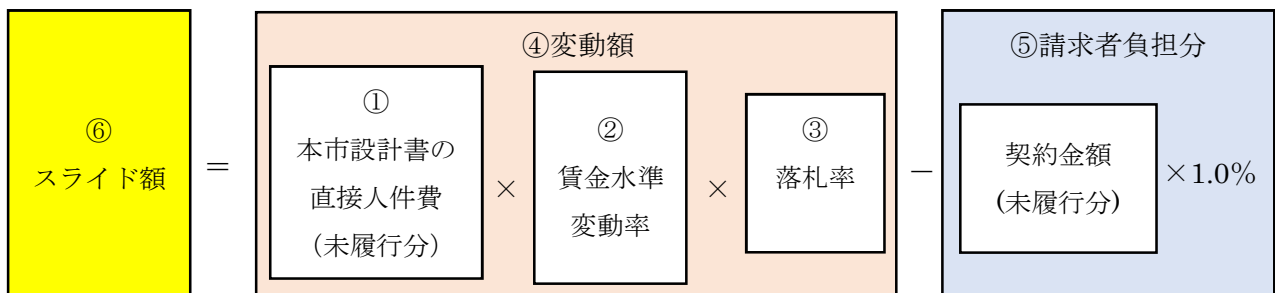 ⑥
スライド額
＝
④変動額
①
本市設計書の
直接人件費
（未履行分）
×
②
賃金水準
変動率
×
③
落札率
－
⑤請求者負担分
契約金額
(未履行分)
×1.0％